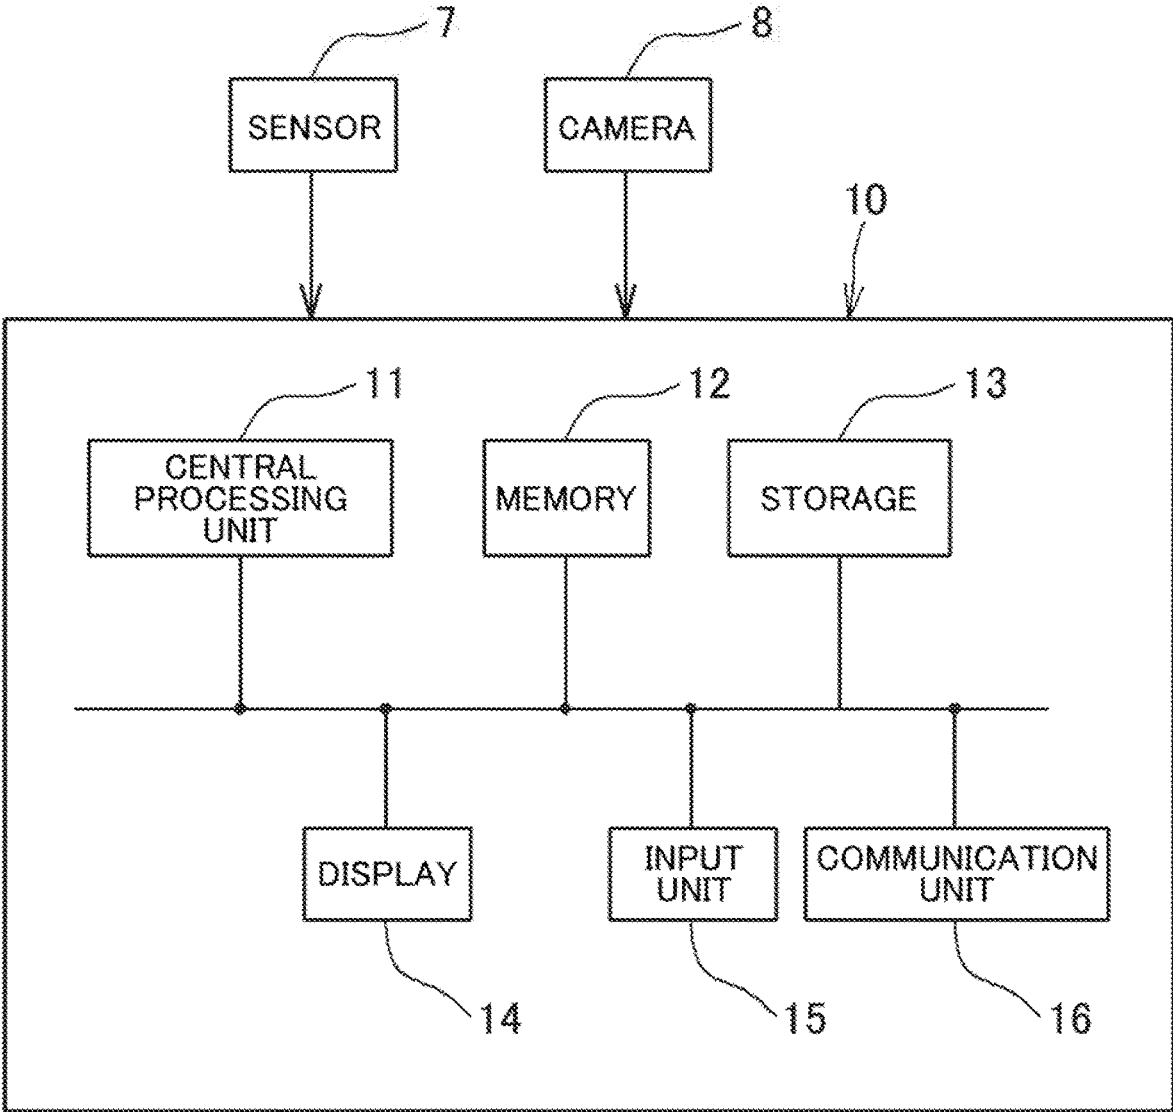 7
8
SENSOR
CAMERA
10
11
12
13
CENTRAL
PROCESSING
UNIT
MEMORY
STORAGE
DISPLAY
INPUT
UNIT
COMMUNICATION
UNIT
14
15
16